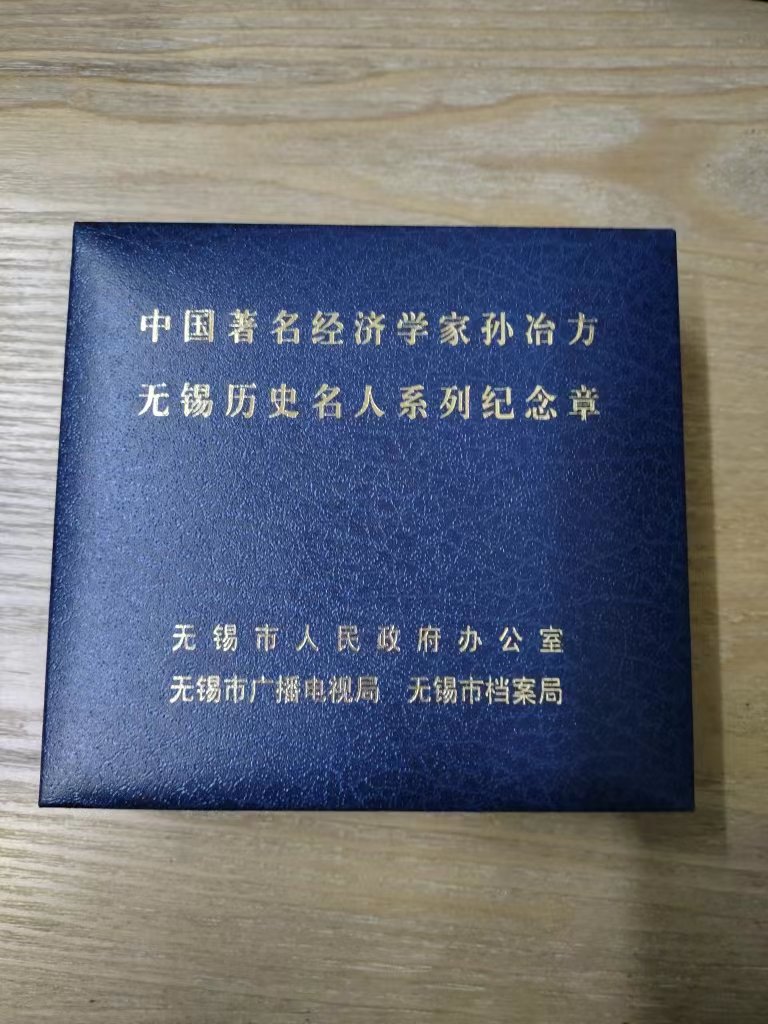 中国著名经济学家孙冶方
无锡历史名人系列纪念章
无锡市人民政府办公室
无锡市广播电视局 无锡市档案局